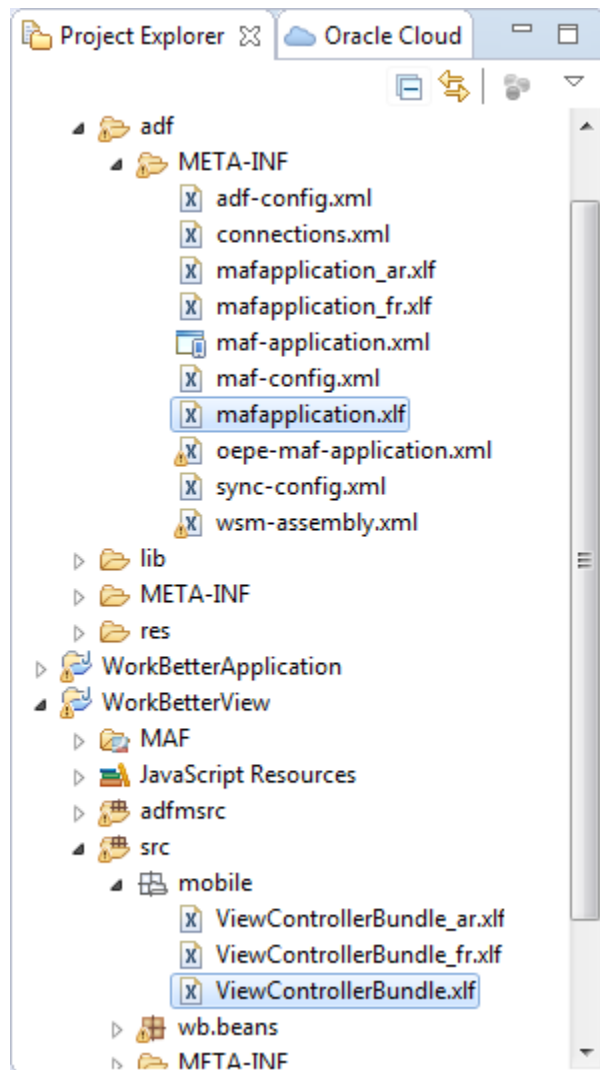 Project Explorer Oracle Cloud
adf
META-INF
adf-config.xml
connections.xml
mafapplication_ar.xlf
mafapplication_fr.xlf
maf-application.xml
maf-config.xml
mafapplication.xlf
oepe-maf-application.xml
sync-config.xml
wsm-assembly.xml
lib
META-INF
res
WorkBetterApplication
WorkBetterView
MAF
JavaScript Resources
adfmsrc
src
mobile
ViewControllerBundle_ar.xlf
ViewControllerBundle_fr.xlf
ViewControllerBundle.xlf
wb.beans
META-INF